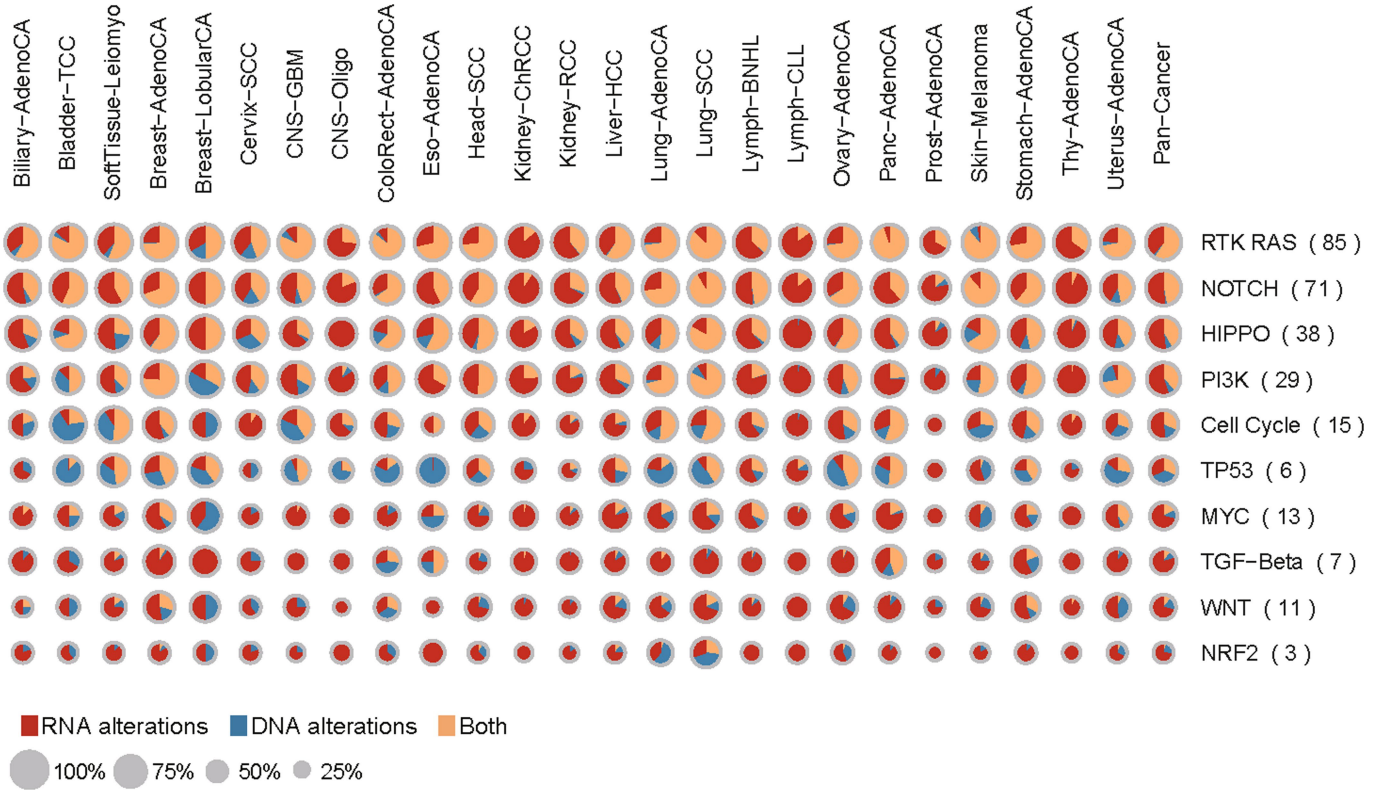 Biliary−AdenoCA
Bladder−TCC
SoftTissue-Leiomyo
Breast−AdenoCA
Breast−LobularCA
Cervix−SCC
CNS−GBM
CNS−Oligo
ColoRect−AdenoCA
Eso−AdenoCA
Head−SCC
Kidney−ChRCC
Kidney−RCC
Liver−HCC
Lung−AdenoCA
Lung−SCC
Lymph−BNHL
Lymph−CLL
Ovary−AdenoCA
Panc−AdenoCA
Prost−AdenoCA
Skin−Melanoma
Stomach−AdenoCA
Thy−AdenoCA
Uterus−AdenoCA
Pan−Cancer
RTK RAS ( 85 )
NOTCH ( 71 )
HIPPO ( 38 )
PI3K ( 29 )
Cell Cycle ( 15 )
TP53 ( 6 )
MYC ( 13 )
TGF−Beta ( 7 )
WNT ( 11 )
NRF2 ( 3 )
RNA alterations DNA alterations Both
100% 75% 50% 25%